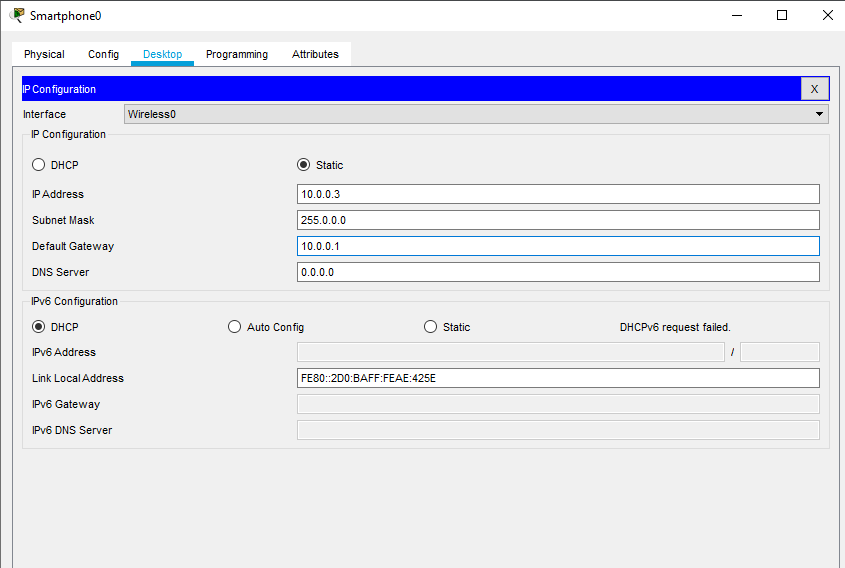 Smartphone0
Physical Config Desktop Programming Attributes
IP Configuration X
Interface Wireless0
IP Configuration
DHCP Static
IP Address 10.0.0.3
Subnet Mask 255.0.0.0
Default Gateway 10.0.0.1
DNS Server 0.0.0.0
IPv6 Configuration
DHCP Auto Config Static DHCPv6 request failed.
IPv6 Address /
Link Local Address FE80::2D0:BAFF:FEAE:425E
IPv6 Gateway
IPv6 DNS Server